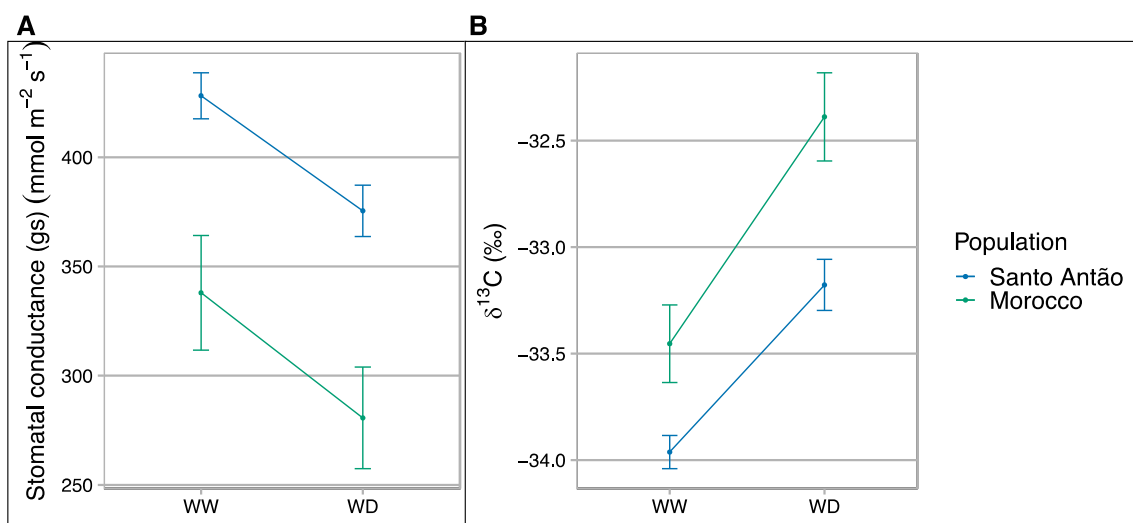 A
Stomatal conductance (gs) (mmol m⁻² s⁻¹)
400
350
300
250
WW WD
B
δ¹³C (‰)
−32.5
−33.0
−33.5
−34.0
WW WD
Population
Santo Antão
Morocco